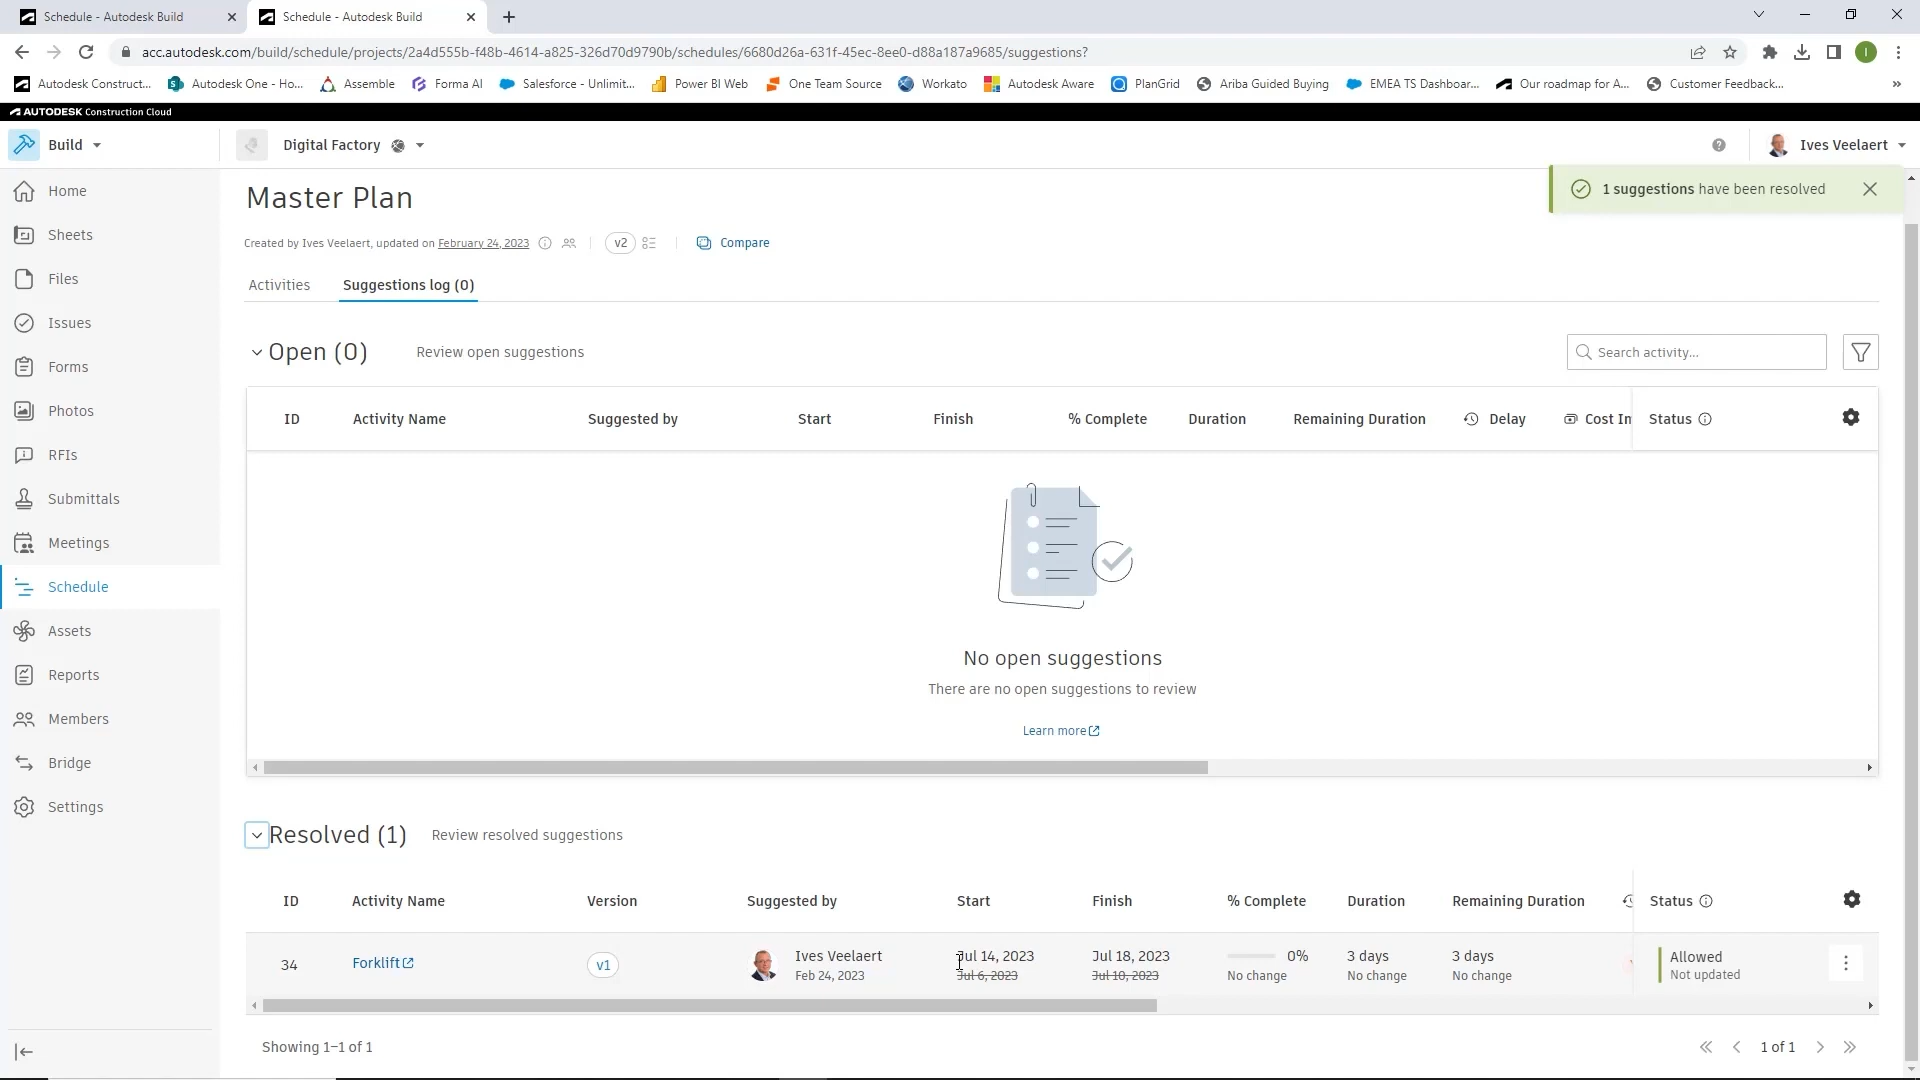 Schedule - Autodesk Build
Schedule - Autodesk Build
acc.autodesk.com/build/schedule/projects/2a4d555b-f48b-4614-a825-326d70d9790b/schedules/6680d26a-631f-45ec-8ee0-d88a187a9685/suggestions?
I
Autodesk Construct... Autodesk One - Ho... Assemble Forma AI Salesforce - Unlimit... Power BI Web One Team Source Workato Autodesk Aware PlanGrid Ariba Guided Buying EMEA TS Dashboar... Our roadmap for A... Customer Feedback... »
AUTODESK Construction Cloud
Build Digital Factory Ives Veelaert
Home
Sheets
Files
Issues
Forms
Photos
RFIs
Submittals
Meetings
Schedule
Assets
Reports
Members
Bridge
Settings
Master Plan
1 suggestions have been resolved
Created by Ives Veelaert, updated on February 24, 2023 v2 Compare
Activities Suggestions log (0)
Open (0) Review open suggestions Search activity...
ID Activity Name Suggested by Start Finish % Complete Duration Remaining Duration Delay Cost Im Status
No open suggestions
There are no open suggestions to review
Learn more
Resolved (1) Review resolved suggestions
ID Activity Name Version Suggested by Start Finish % Complete Duration Remaining Duration Status
34 Forklift v1 Ives Veelaert Jul 14, 2023 Jul 18, 2023 0% 3 days 3 days Allowed
Feb 24, 2023 Jul 6, 2023 Jul 10, 2023 No change No change No change Not updated
Showing 1–1 of 1 1 of 1